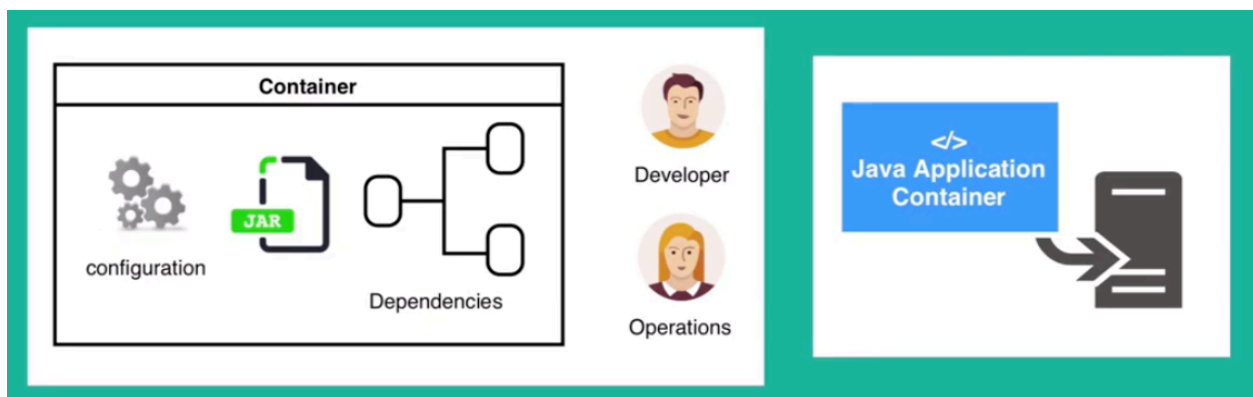 Container
JAR
configuration
Dependencies
Developer
Operations
</>
Java Application
Container